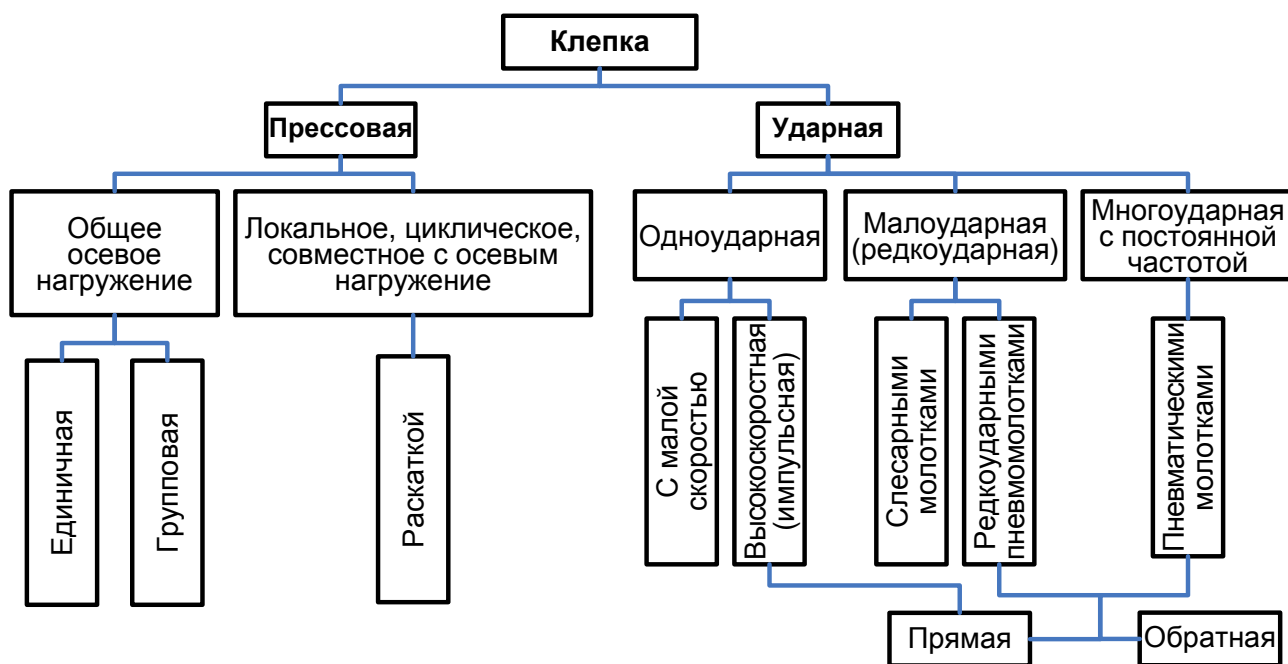 Клепка
Прессовая
Ударная
Общее
осевое
нагружение
Локальное, циклическое,
совместное с осевым
нагружение
Одноударная
Малоударная
(редкоударная)
Многоударная
с постоянной
частотой
Единичная
Групповая
Раскаткой
С малой
скоростью
Высокоскоростная
(импульсная)
Слесарными
молотками
Редкоударными
пневмомолотками
Пневматическими
молотками
Прямая
Обратная